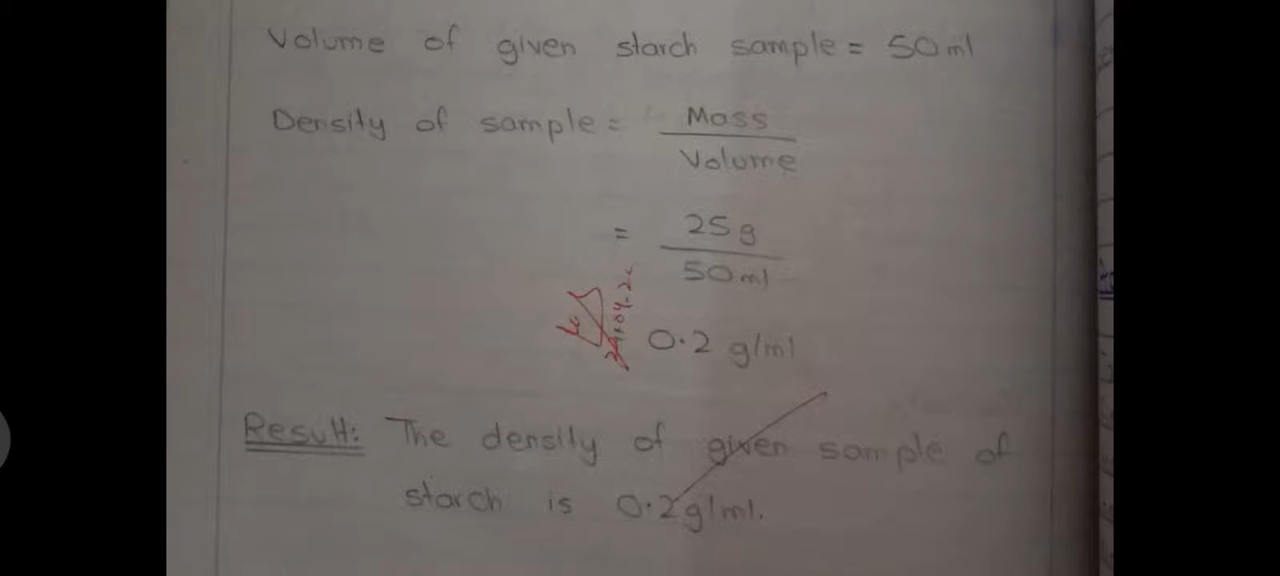 Volume of given starch sample = 50 ml
Density of sample = Mass
Volume
= 25 g
50 ml
0.2 g/ml
Result: The density of given sample of
starch is 0.2 g/ml.